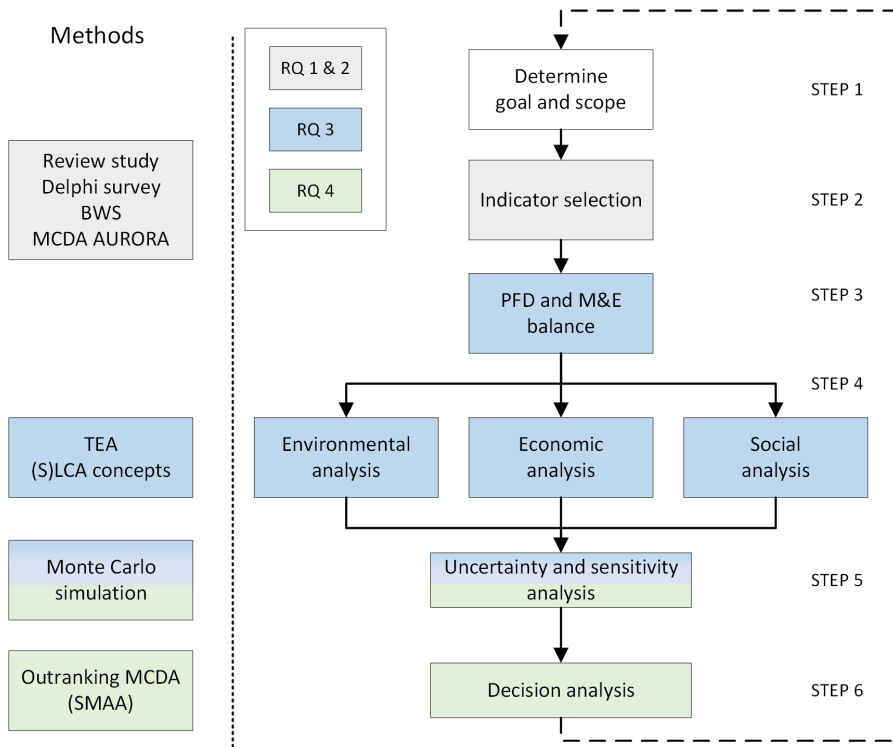 Methods
Review study
Delphi survey
BWS
MCDA AURORA
TEA
(S)LCA concepts
Monte Carlo
simulation
Outranking MCDA
(SMAA)
RQ 1 & 2
RQ 3
RQ 4
Determine
goal and scope
STEP 1
Indicator selection
STEP 2
PFD and M&E
balance
STEP 3
STEP 4
Environmental
analysis
Economic
analysis
Social
analysis
Uncertainty and sensitivity
analysis
STEP 5
Decision analysis
STEP 6